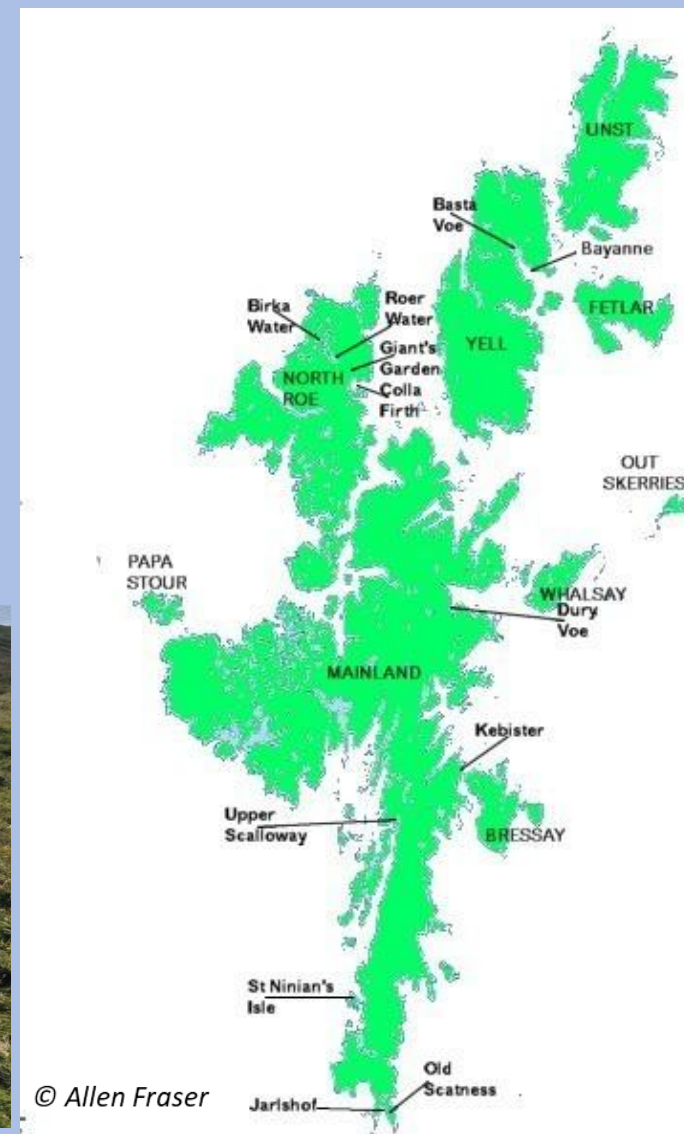 UNST
Basta
Voe
Bayanne
FETLAR
YELL
Birka
Water
Roer
Water
Giant's
Garden
Colla
Firth
NORTH
ROE
OUT
SKERRIES
PAPA
STOUR
WHALSAY
Dury
Voe
MAINLAND
Kebister
Upper
Scalloway
BRESSAY
St Ninian's
Isle
Old
Scatness
© Allen Fraser
Jarlshof